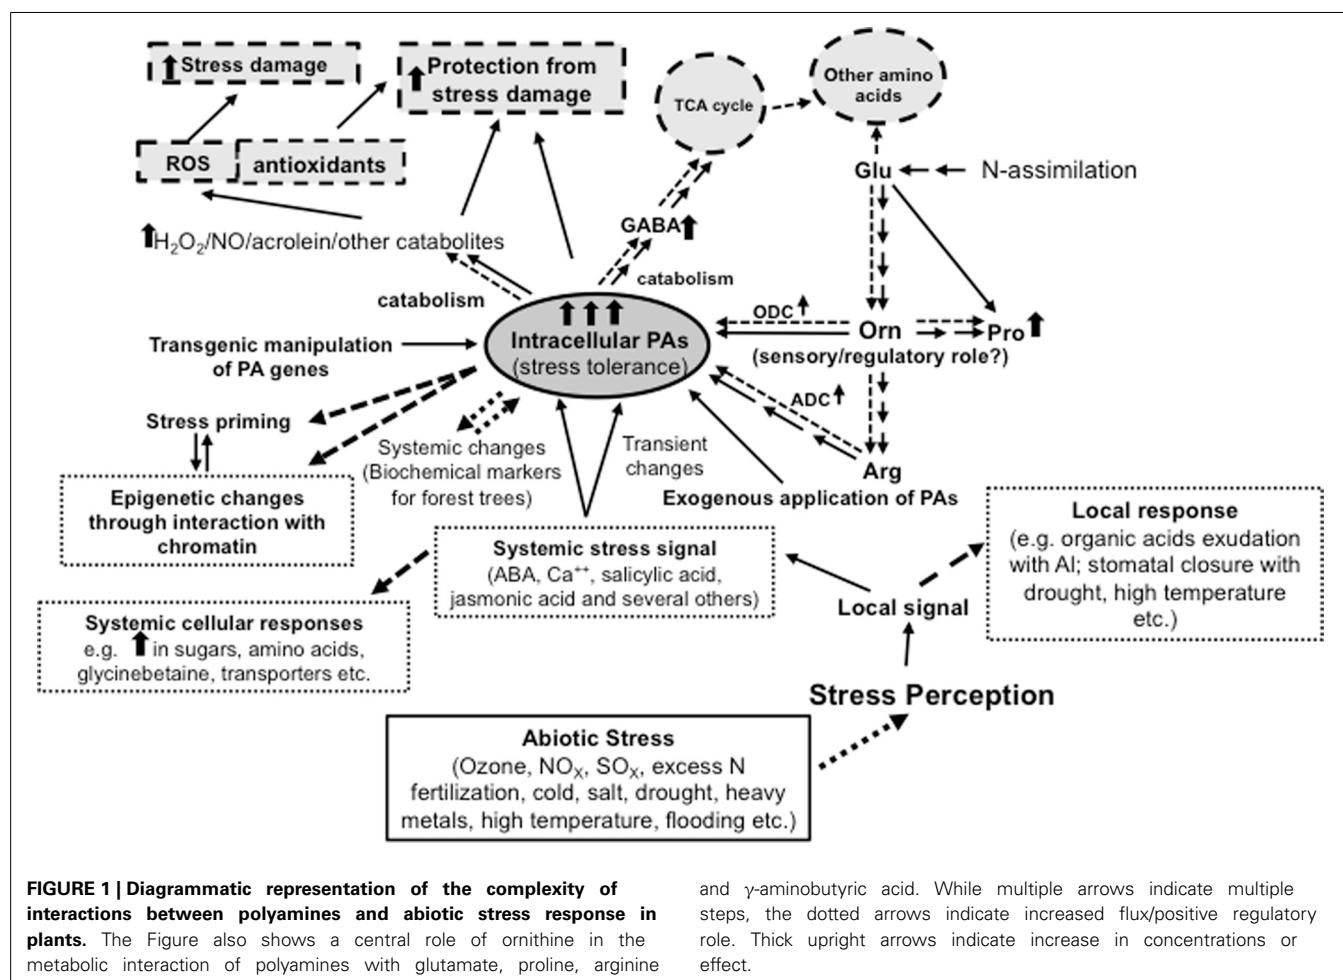 Stress damage
Protection from
stress damage
TCA cycle
Other amino
acids
ROS
antioxidants
Glu
N-assimilation
GABA
H₂O₂/NO/acrolein/other catabolites
catabolism
catabolism
ODC
Intracellular PAs
(stress tolerance)
Orn
Pro
(sensory/regulatory role?)
Transgenic manipulation
of PA genes
ADC
Stress priming
Systemic changes
(Biochemical markers
for forest trees)
Transient
changes
Arg
Exogenous application of PAs
Epigenetic changes
through interaction with
chromatin
Systemic stress signal
(ABA, Ca⁺⁺, salicylic acid,
jasmonic acid and several others)
Local response
(e.g. organic acids exudation
with Al; stomatal closure with
drought, high temperature
etc.)
Local signal
Systemic cellular responses
e.g. in sugars, amino acids,
glycinebetaine, transporters etc.
Stress Perception
Abiotic Stress
(Ozone, NOₓ, SOₓ, excess N
fertilization, cold, salt, drought, heavy
metals, high temperature, flooding etc.)
FIGURE 1 | Diagrammatic representation of the complexity of
interactions between polyamines and abiotic stress response in
plants. The Figure also shows a central role of ornithine in the
metabolic interaction of polyamines with glutamate, proline, arginine
and γ-aminobutyric acid. While multiple arrows indicate multiple
steps, the dotted arrows indicate increased flux/positive regulatory
role. Thick upright arrows indicate increase in concentrations or
effect.